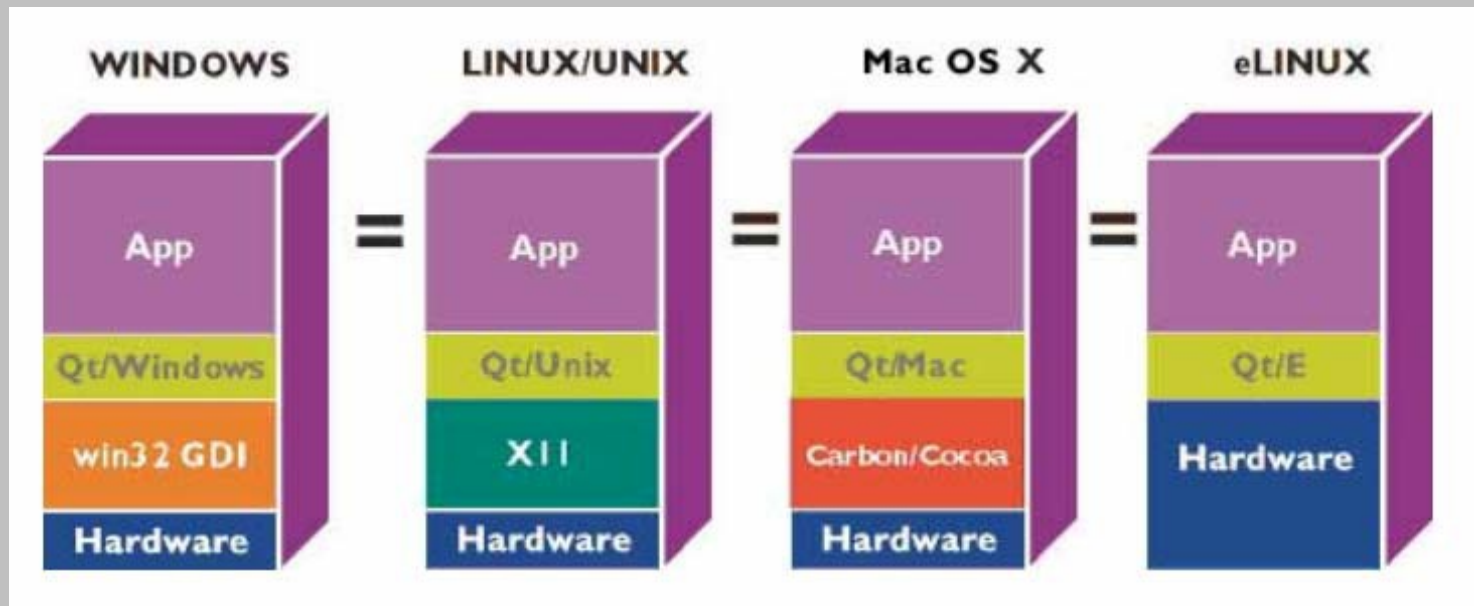 WINDOWS
LINUX/UNIX
Mac OS X
eLINUX
App
=
App
=
App
=
App
Qt/Windows
Qt/Unix
Qt/Mac
Qt/E
win32 GDI
X11
Carbon/Cocoa
Hardware
Hardware
Hardware
Hardware